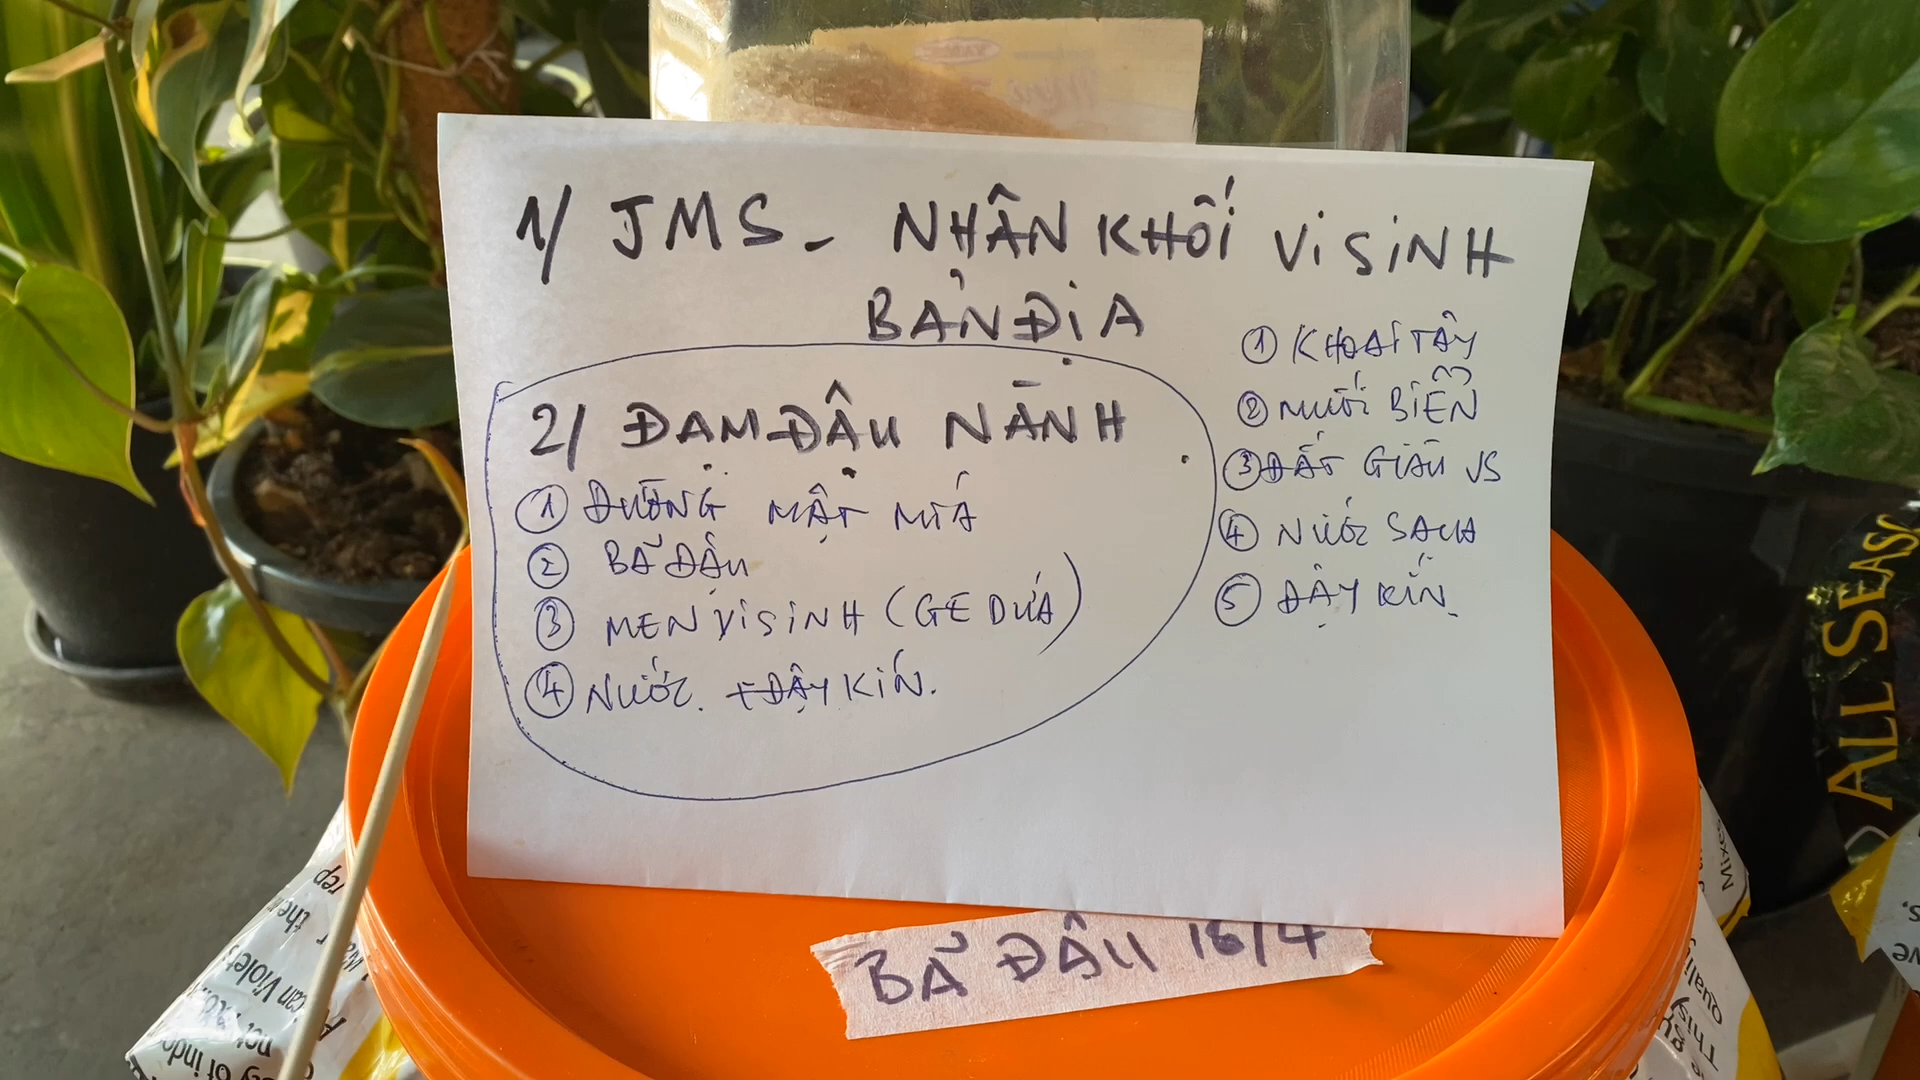 1/ JMS - NHÂN KHỐI VI SINH
BẢN ĐỊA
① KHOAI TÂY
② MUỐI BIỂN
③ ĐẤT GIÀU VS
④ NƯỚC SẠCH
⑤ ĐẬY KÍN
2/ ĐẠM ĐẬU NÀNH
① ĐƯỜNG MẬT MÍA
② BÃ ĐẬU
③ MEN VI SINH (GE DỨA)
④ NƯỚC. + ĐẬY KÍN.
BÃ ĐẬU 16/4
ALL SEAS